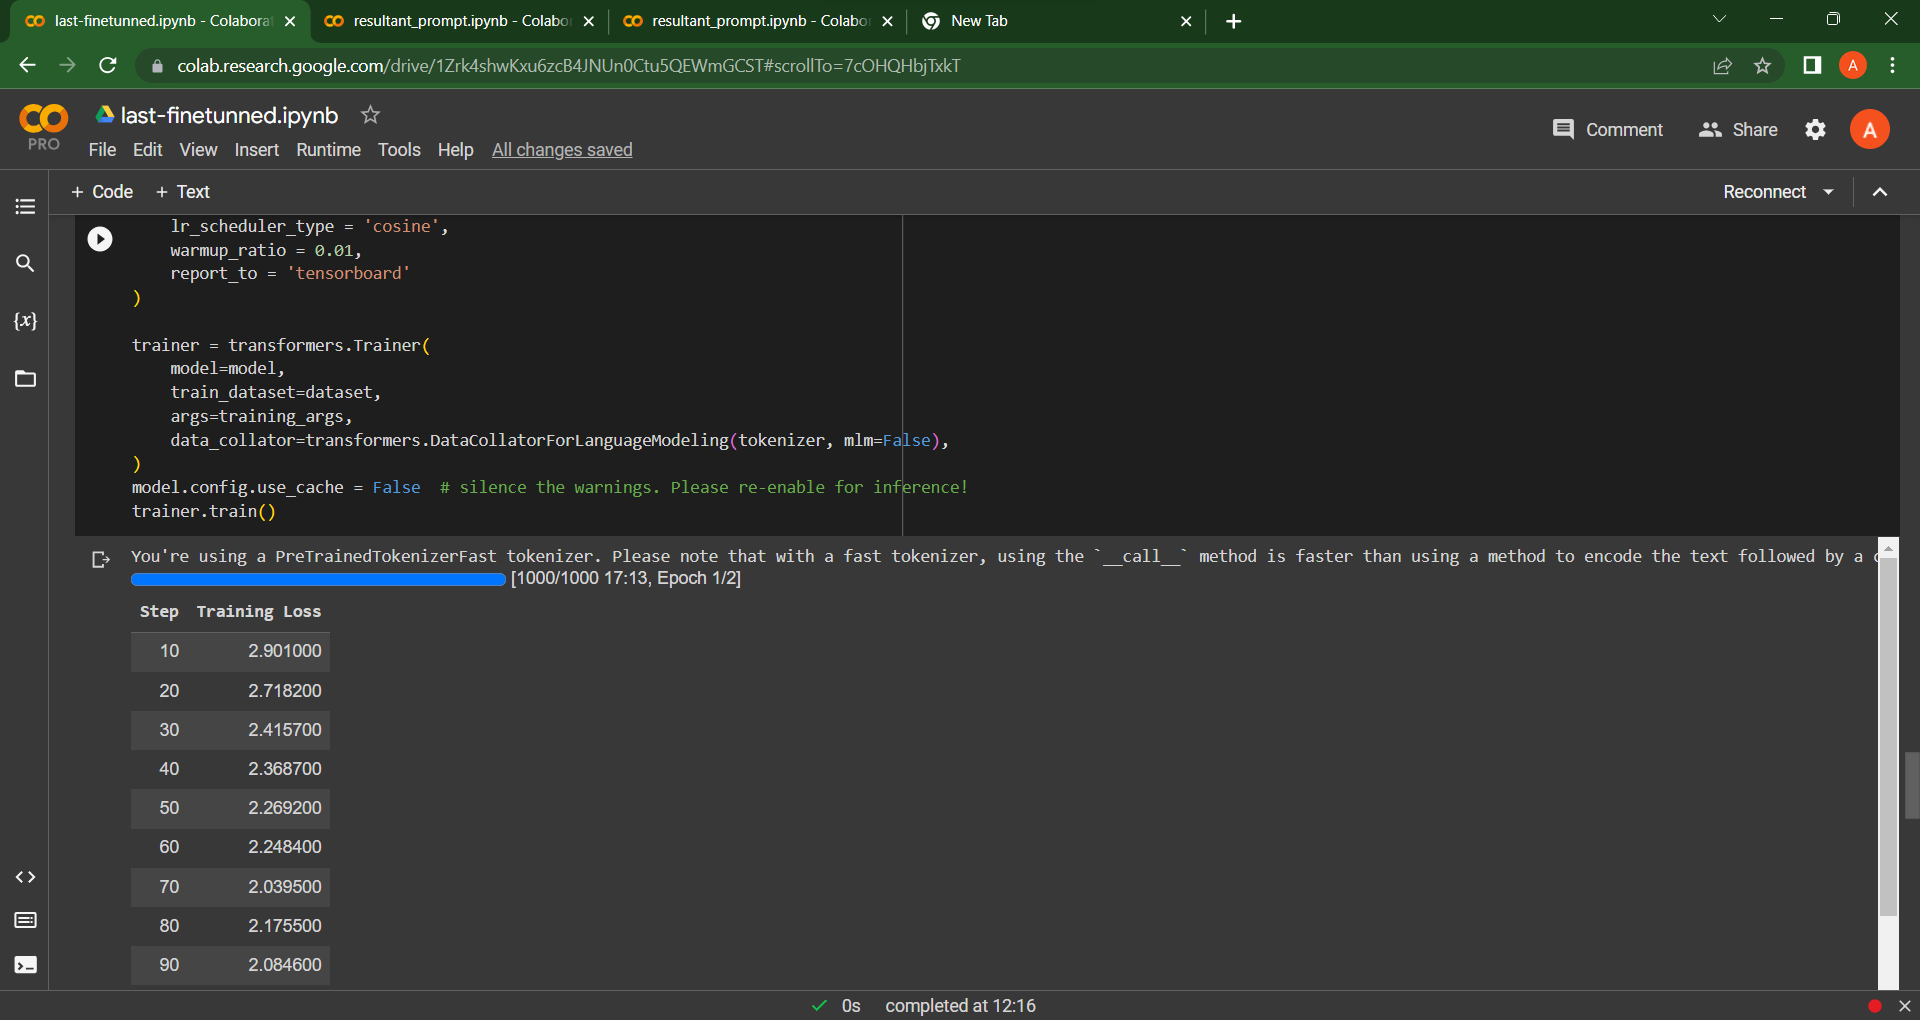 last-finetunned.ipynb - Colaborat
resultant_prompt.ipynb - Colabo
resultant_prompt.ipynb - Colabo
New Tab
colab.research.google.com/drive/1Zrk4shwKxu6zcB4JNUn0Ctu5QEWmGCST#scrollTo=7cOHQHbjTxkT
A
CO
PRO
last-finetunned.ipynb
Comment
Share
A
File Edit View Insert Runtime Tools Help All changes saved
+ Code + Text
Reconnect
lr_scheduler_type = 'cosine',
warmup_ratio = 0.01,
report_to = 'tensorboard'
)
{x}
trainer = transformers.Trainer(
model=model,
train_dataset=dataset,
args=training_args,
data_collator=transformers.DataCollatorForLanguageModeling(tokenizer, mlm=False),
)
model.config.use_cache = False # silence the warnings. Please re-enable for inference!
trainer.train()
You're using a PreTrainedTokenizerFast tokenizer. Please note that with a fast tokenizer, using the `__call__` method is faster than using a method to encode the text followed by a
[1000/1000 17:13, Epoch 1/2]
Step Training Loss
10 2.901000
20 2.718200
30 2.415700
40 2.368700
50 2.269200
60 2.248400
70 2.039500
80 2.175500
90 2.084600
0s completed at 12:16